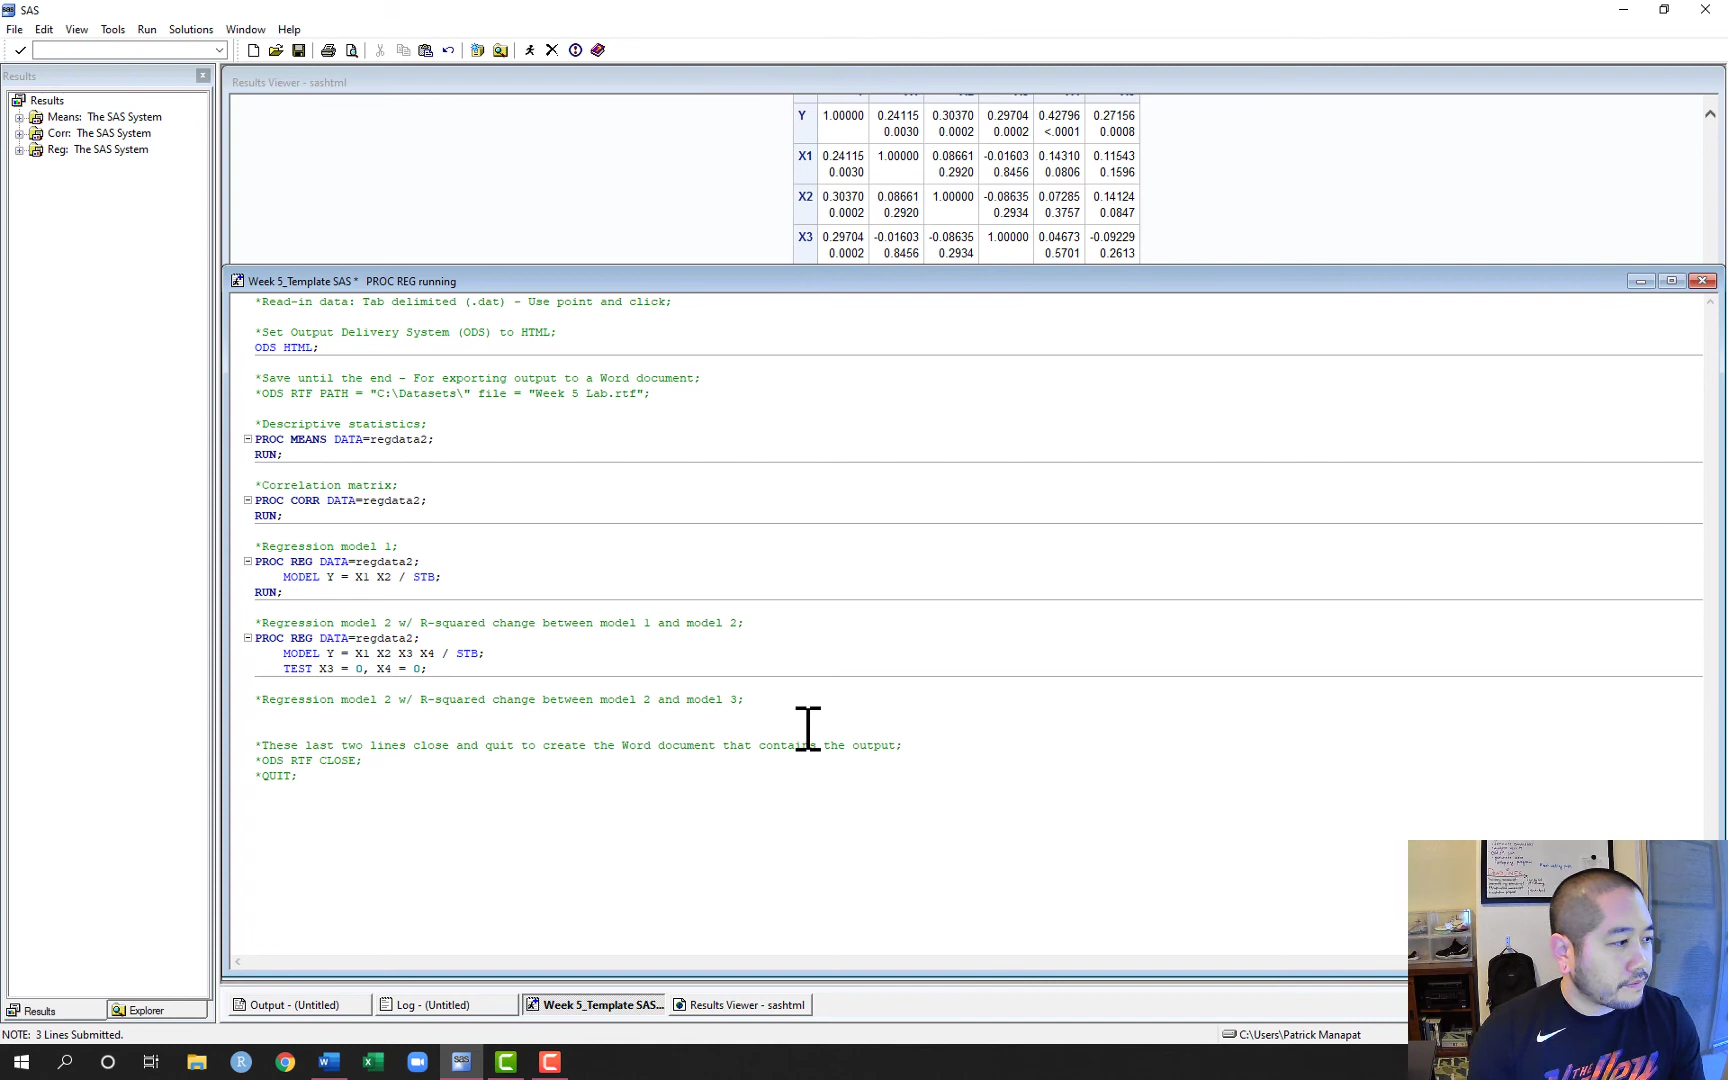 SAS
File Edit View Tools Run Solutions Window Help
Results
Results
Means: The SAS System
Corr: The SAS System
Reg: The SAS System
Results Viewer - sashtml
Y 1.00000 0.24115 0.30370 0.29704 0.42796 0.27156
0.0030 0.0002 0.0002 <.0001 0.0008
X1 0.24115 1.00000 0.08661 -0.01603 0.14310 0.11543
0.0030 0.2920 0.8456 0.0806 0.1596
X2 0.30370 0.08661 1.00000 -0.08635 0.07285 0.14124
0.0002 0.2920 0.2934 0.3757 0.0847
X3 0.29704 -0.01603 -0.08635 1.00000 0.04673 -0.09229
0.0002 0.8456 0.2934 0.5701 0.2613
Week 5_Template SAS * PROC REG running
*Read-in data: Tab delimited (.dat) - Use point and click;
*Set Output Delivery System (ODS) to HTML;
ODS HTML;
*Save until the end - For exporting output to a Word document;
*ODS RTF PATH = "C:\Datasets\" file = "Week 5 Lab.rtf";
*Descriptive statistics;
PROC MEANS DATA=regdata2;
RUN;
*Correlation matrix;
PROC CORR DATA=regdata2;
RUN;
*Regression model 1;
PROC REG DATA=regdata2;
MODEL Y = X1 X2 / STB;
RUN;
*Regression model 2 w/ R-squared change between model 1 and model 2;
PROC REG DATA=regdata2;
MODEL Y = X1 X2 X3 X4 / STB;
TEST X3 = 0, X4 = 0;
*Regression model 2 w/ R-squared change between model 2 and model 3;
*These last two lines close and quit to create the Word document that contains the output;
*ODS RTF CLOSE;
*QUIT;
Results Explorer
Output - (Untitled) Log - (Untitled) Week 5_Template SAS... Results Viewer - sashtml
NOTE: 3 Lines Submitted.
C:\Users\Patrick Manapat